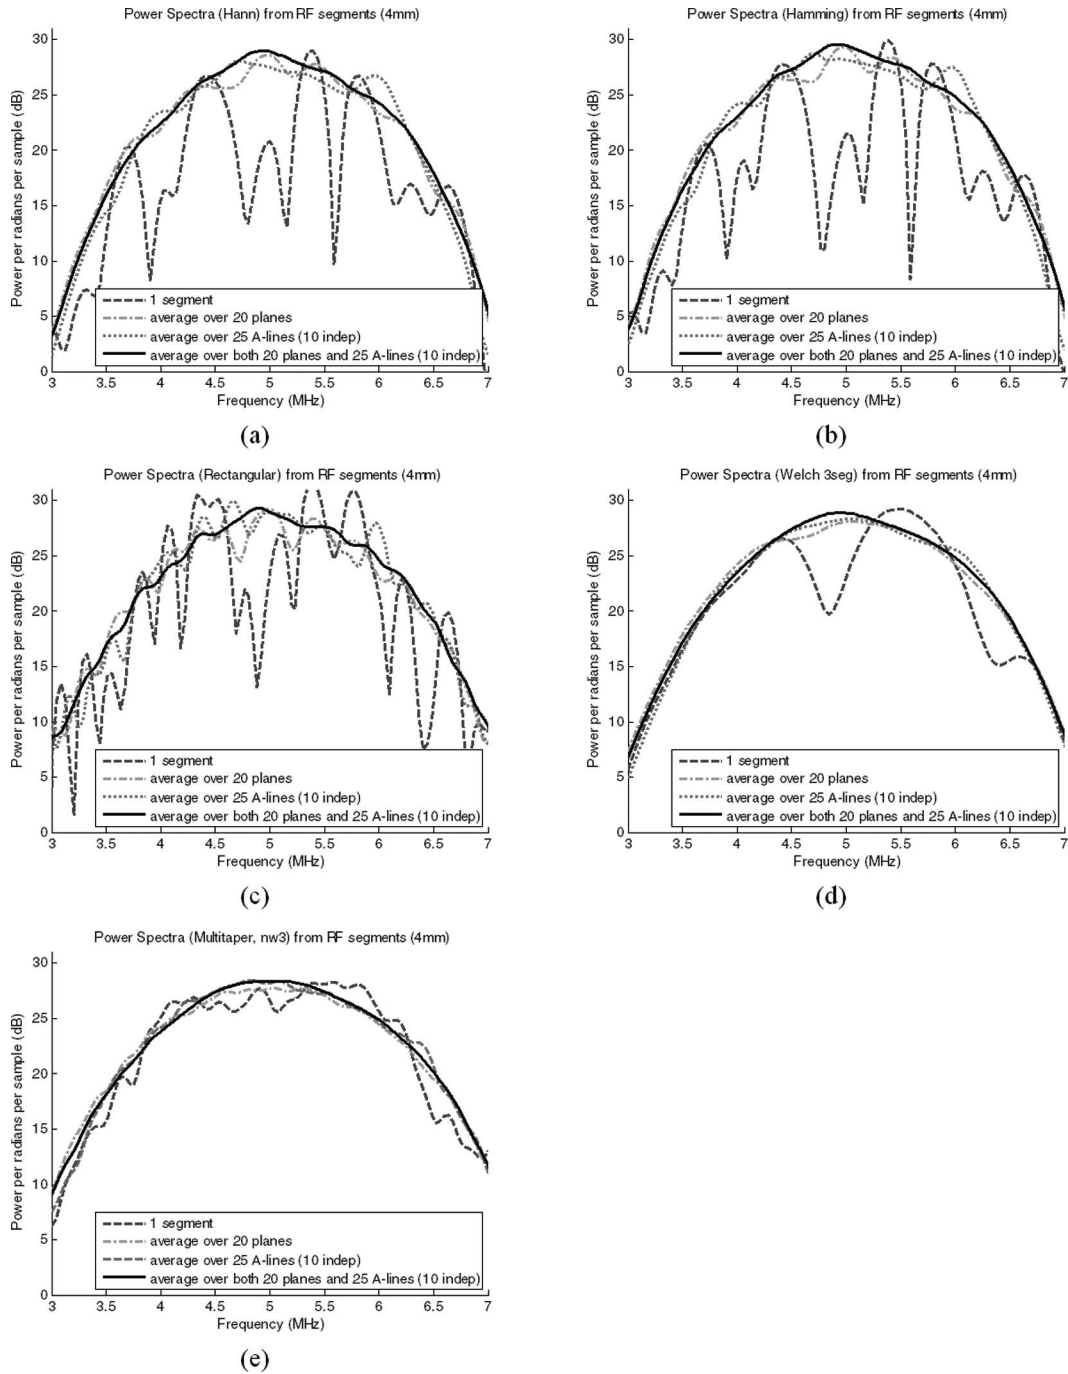 Power Spectra (Hann) from RF segments (4mm)
Power per radians per sample (dB)
30
25
20
15
10
5
0
1 segment
average over 20 planes
average over 25 A-lines (10 indep)
average over both 20 planes and 25 A-lines (10 indep)
3 3.5 4 4.5 5 5.5 6 6.5 7
Frequency (MHz)
(a)
Power Spectra (Hamming) from RF segments (4mm)
Power per radians per sample (dB)
30
25
20
15
10
5
0
1 segment
average over 20 planes
average over 25 A-lines (10 indep)
average over both 20 planes and 25 A-lines (10 indep)
3 3.5 4 4.5 5 5.5 6 6.5 7
Frequency (MHz)
(b)
Power Spectra (Rectangular) from RF segments (4mm)
Power per radians per sample (dB)
30
25
20
15
10
5
0
1 segment
average over 20 planes
average over 25 A-lines (10 indep)
average over both 20 planes and 25 A-lines (10 indep)
3 3.5 4 4.5 5 5.5 6 6.5 7
Frequency (MHz)
(c)
Power Spectra (Welch 3seg) from RF segments (4mm)
Power per radians per sample (dB)
30
25
20
15
10
5
0
1 segment
average over 20 planes
average over 25 A-lines (10 indep)
average over both 20 planes and 25 A-lines (10 indep)
3 3.5 4 4.5 5 5.5 6 6.5 7
Frequency (MHz)
(d)
Power Spectra (Multitaper, nw3) from RF segments (4mm)
Power per radians per sample (dB)
30
25
20
15
10
5
0
1 segment
average over 20 planes
average over 25 A-lines (10 indep)
average over both 20 planes and 25 A-lines (10 indep)
3 3.5 4 4.5 5 5.5 6 6.5 7
Frequency (MHz)
(e)